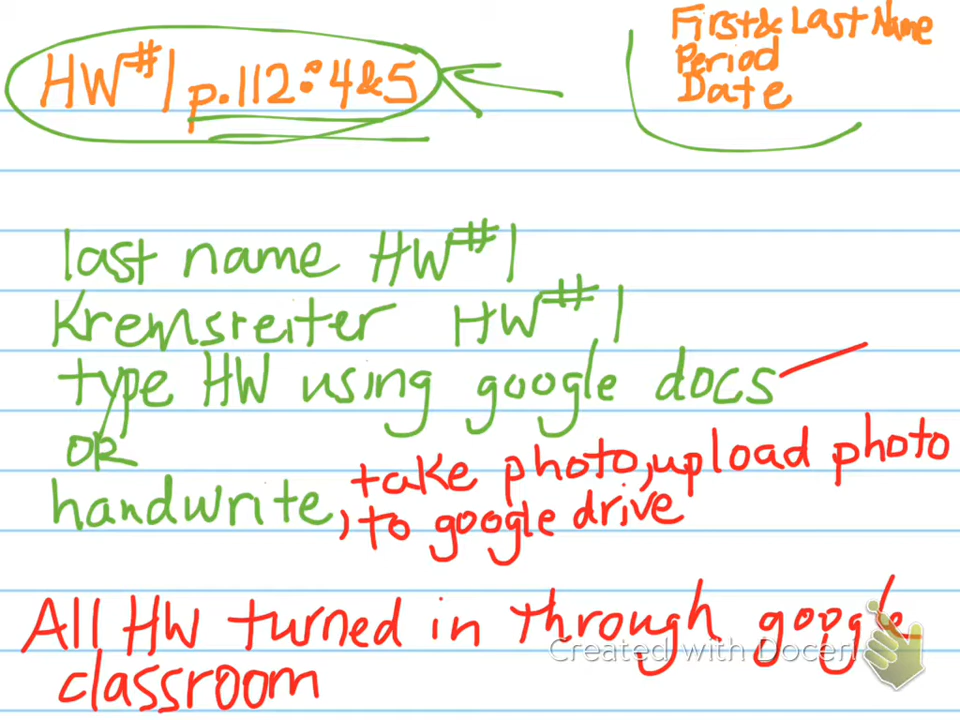 HW#1 p.112:4&5
First & Last Name
Period
Date
last name HW#1
Kremsreiter HW#1
type HW using google docs
OR
handwrite, take photo, upload photo
, to google drive
All HW turned in through google
classroom
Created with Doceri